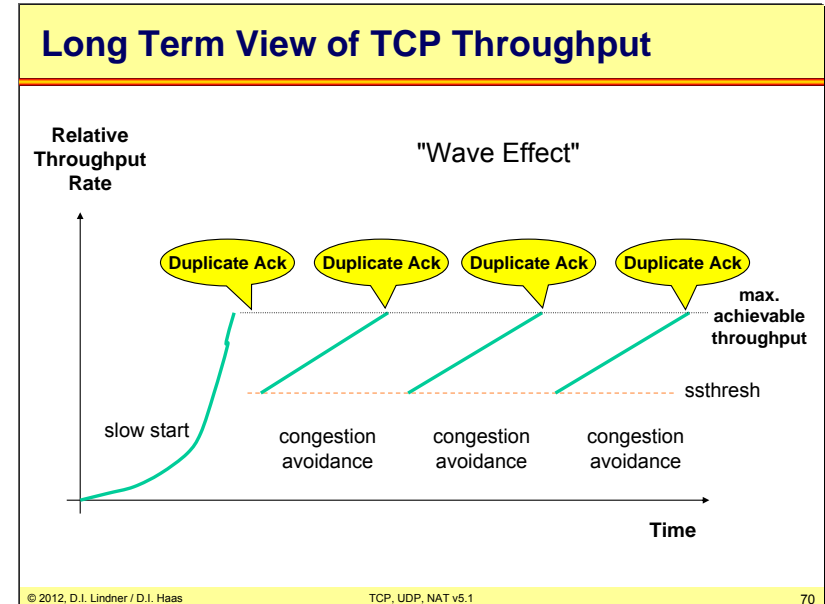 Long Term View of TCP Throughput
Relative
Throughput
Rate
"Wave Effect"
Duplicate Ack
Duplicate Ack
Duplicate Ack
Duplicate Ack
max.
achievable
throughput
ssthresh
slow start
congestion
avoidance
congestion
avoidance
congestion
avoidance
Time
© 2012, D.I. Lindner / D.I. Haas
TCP, UDP, NAT v5.1
70